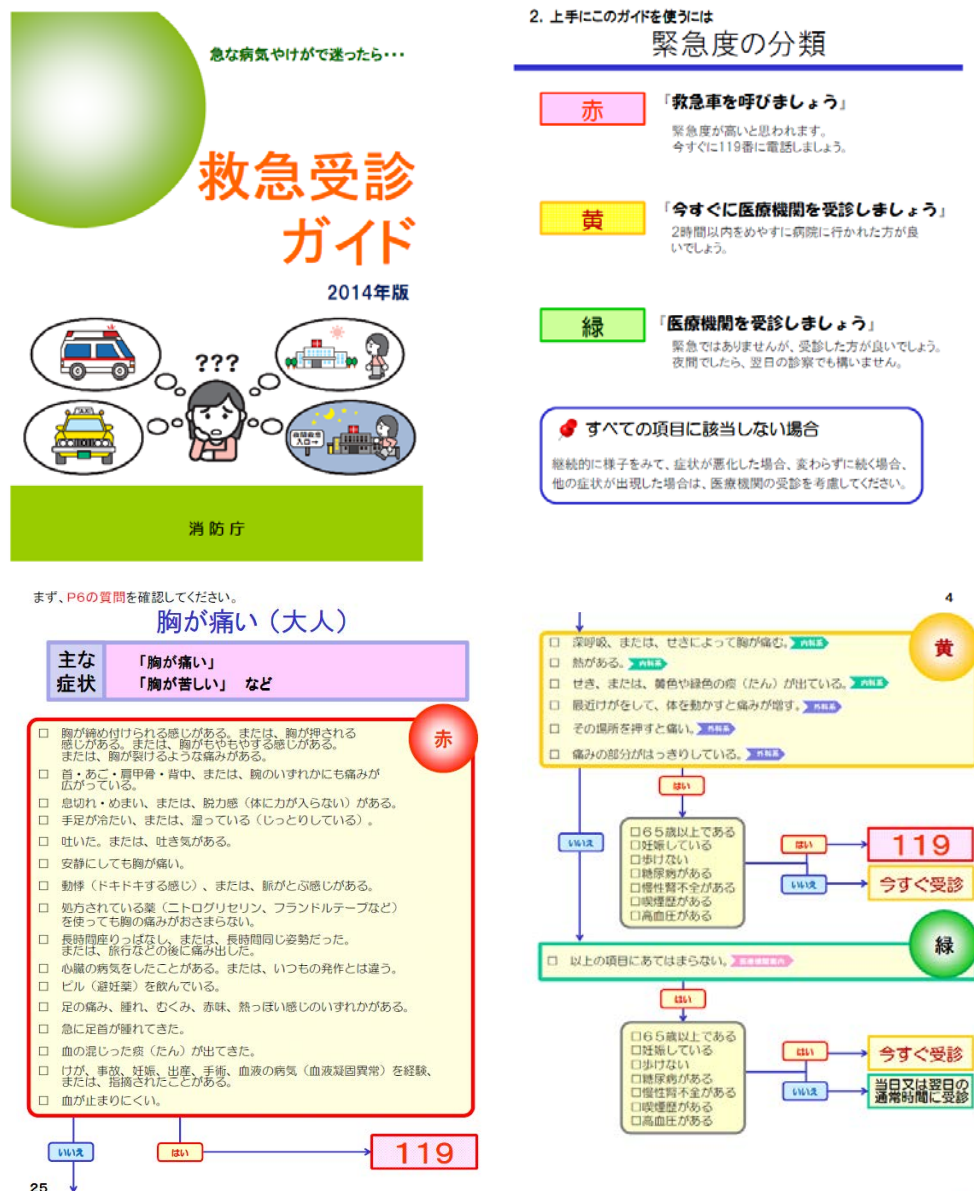 急な病気やけがで迷ったら・・・
救急受診
ガイド
2014年版
???
TAXI
夜間救急
入口→
消防庁
2. 上手にこのガイドを使うには
緊急度の分類
赤
『救急車を呼びましょう』
緊急度が高いと思われます。
今すぐに119番に電話しましょう。
黄
『今すぐに医療機関を受診しましょう』
2時間以内をめやすに病院に行かれた方が良
いでしょう。
緑
『医療機関を受診しましょう』
緊急ではありませんが、受診した方が良いでしょう。
夜間でしたら、翌日の診察でも構いません。
すべての項目に該当しない場合
継続的に様子をみて、症状が悪化した場合、変わらずに続く場合、
他の症状が出現した場合は、医療機関の受診を考慮してください。
4
まず、P6の質問を確認してください。
胸が痛い（大人）
主な
症状
「胸が痛い」
「胸が苦しい」 など
赤
□ 胸が締め付けられる感じがある。または、胸が押される
感じがある。または、胸がもやもやする感じがある。
または、胸が裂けるような痛みがある。
□ 首・あご・肩甲骨・背中、または、腕のいずれかにも痛みが
広がっている。
□ 息切れ・めまい、または、脱力感（体に力が入らない）がある。
□ 手足が冷たい、または、湿っている（じっとりしている）。
□ 吐いた。または、吐き気がある。
□ 安静にしても胸が痛い。
□ 動悸（ドキドキする感じ）、または、脈がとぶ感じがある。
□ 処方されている薬（ニトログリセリン、フランドルテープなど）
を使っても胸の痛みがおさまらない。
□ 長時間座りっぱなし、または、長時間同じ姿勢だった。
または、旅行などの後に痛み出した。
□ 心臓の病気をしたことがある。または、いつもの発作とは違う。
□ ピル（避妊薬）を飲んでいる。
□ 足の痛み、腫れ、むくみ、赤味、熱っぽい感じのいずれかがある。
□ 急に足首が腫れてきた。
□ 血の混じった痰（たん）が出てきた。
□ けが、事故、妊娠、出産、手術、血液の病気（血液凝固異常）を経験、
または、指摘されたことがある。
□ 血が止まりにくい。
いいえ
はい
119
25
黄
□ 深呼吸、または、せきによって胸が痛む。 内科系
□ 熱がある。 内科系
□ せき、または、黄色や緑色の痰（たん）が出ている。 内科系
□ 最近けがをして、体を動かすと痛みが増す。 外科系
□ その場所を押すと痛い。 外科系
□ 痛みの部分がはっきりしている。 外科系
はい
いいえ
□６５歳以上である
□妊娠している
□歩けない
□糖尿病がある
□慢性腎不全がある
□喫煙歴がある
□高血圧がある
はい
119
いいえ
今すぐ受診
緑
□ 以上の項目にあてはまらない。 医療機関案内
はい
□６５歳以上である
□妊娠している
□歩けない
□糖尿病がある
□慢性腎不全がある
□喫煙歴がある
□高血圧がある
はい
今すぐ受診
いいえ
当日又は翌日の
通常時間に受診